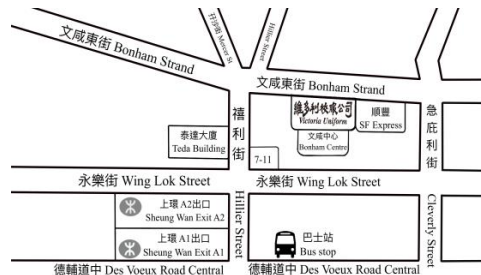 孖沙街 Mercer St
Hillier Street
文咸東街 Bonham Strand
文咸東街 Bonham Strand
維多利校服公司
Victoria Uniform
順豐
SF Express
文咸中心
Bonham Centre
禧利街
急庇利街
泰達大廈
Teda Building
7-11
永樂街 Wing Lok Street
永樂街 Wing Lok Street
上環 A2出口
Sheung Wan Exit A2
上環 A1出口
Sheung Wan Exit A1
Hillier Street
巴士站
Bus stop
Cleverly Street
德輔道中 Des Voeux Road Central
德輔道中 Des Voeux Road Central